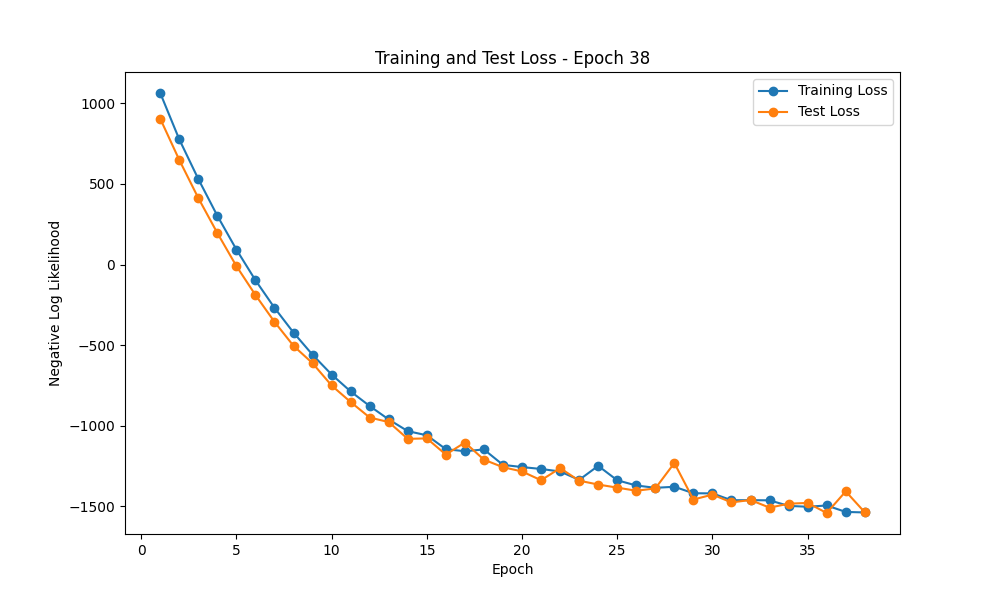 Training and Test Loss - Epoch 38
Training Loss
Test Loss
Negative Log Likelihood
1000
500
0
−500
−1000
−1500
0 5 10 15 20 25 30 35
Epoch